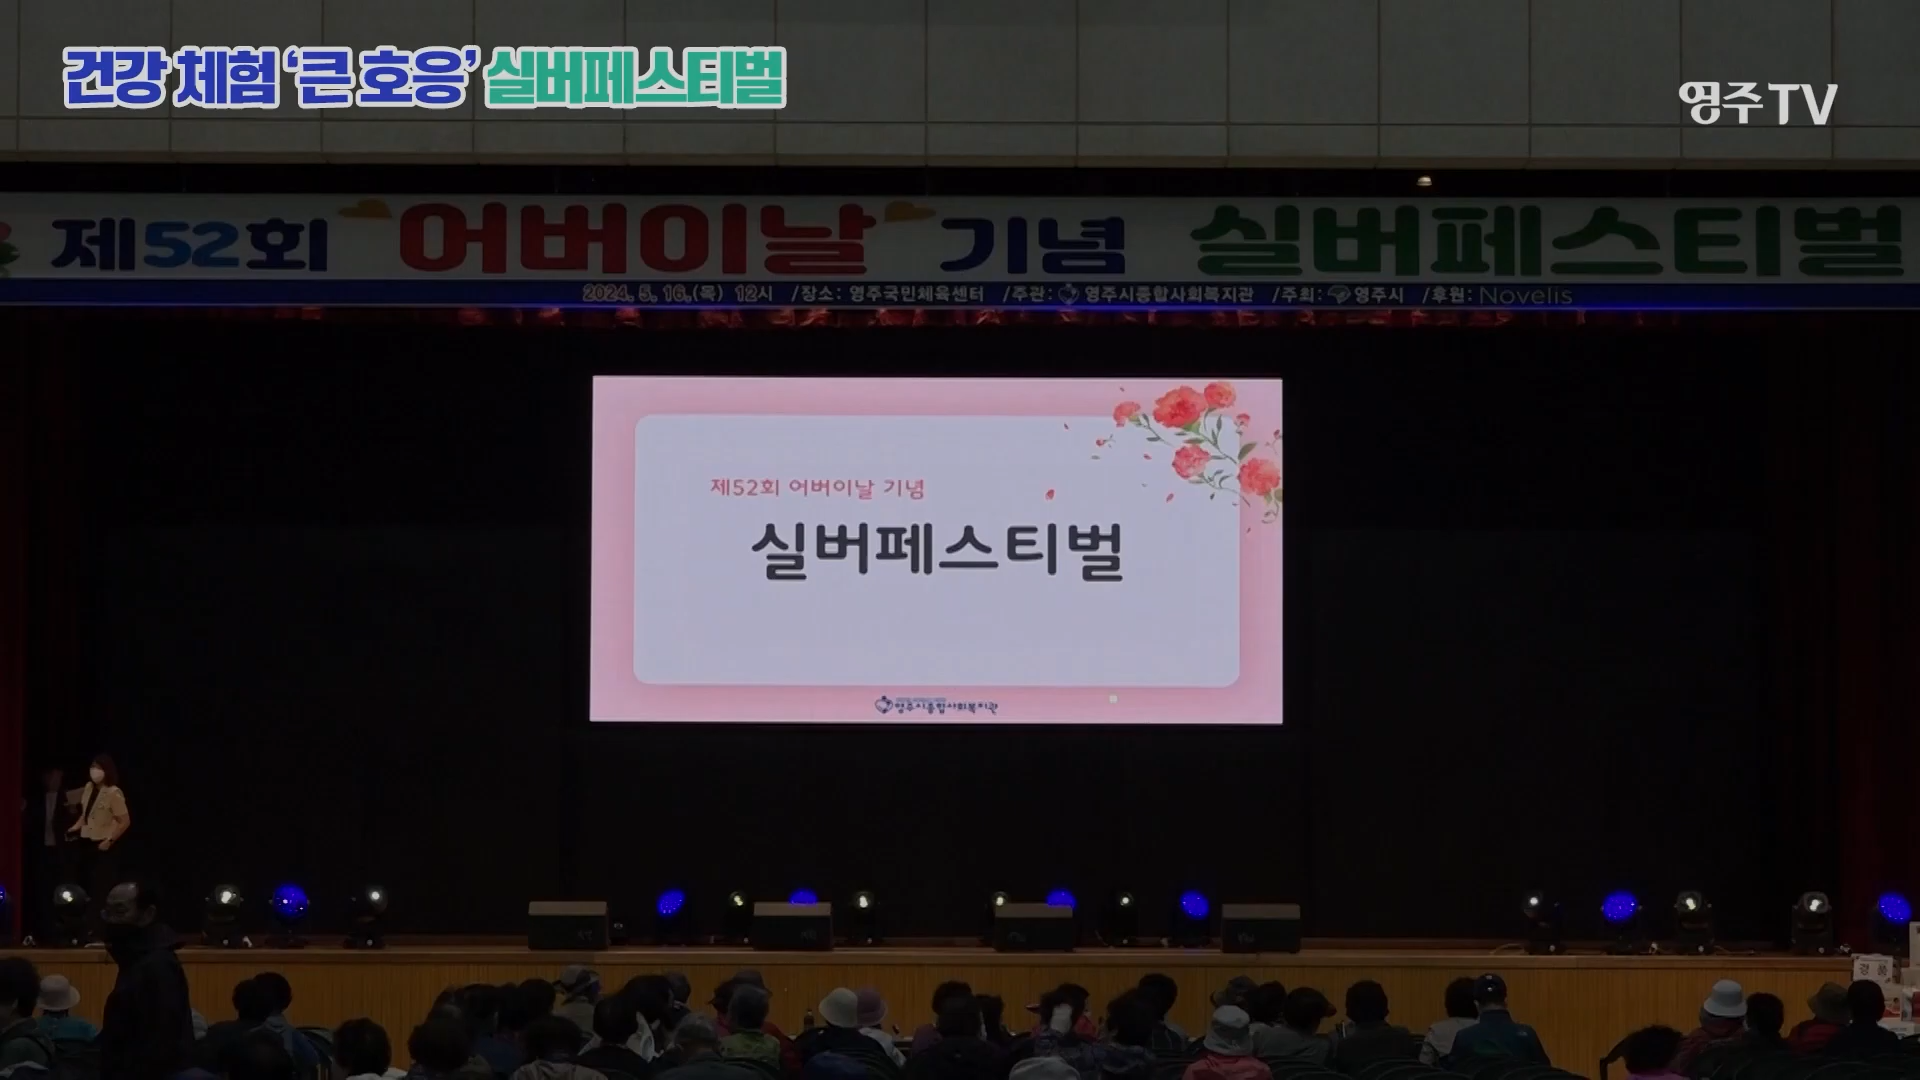 건강 체험 ‘큰 호응’ 실버페스티벌
영주TV
제52회 어버이날 기념 실버페스티벌
2024. 5. 16.(목) 12시 /장소: 영주국민체육센터 /주관: 영주시종합사회복지관 /주최: 영주시 /후원: Novelis
제52회 어버이날 기념
실버페스티벌
영주시종합사회복지관
경품